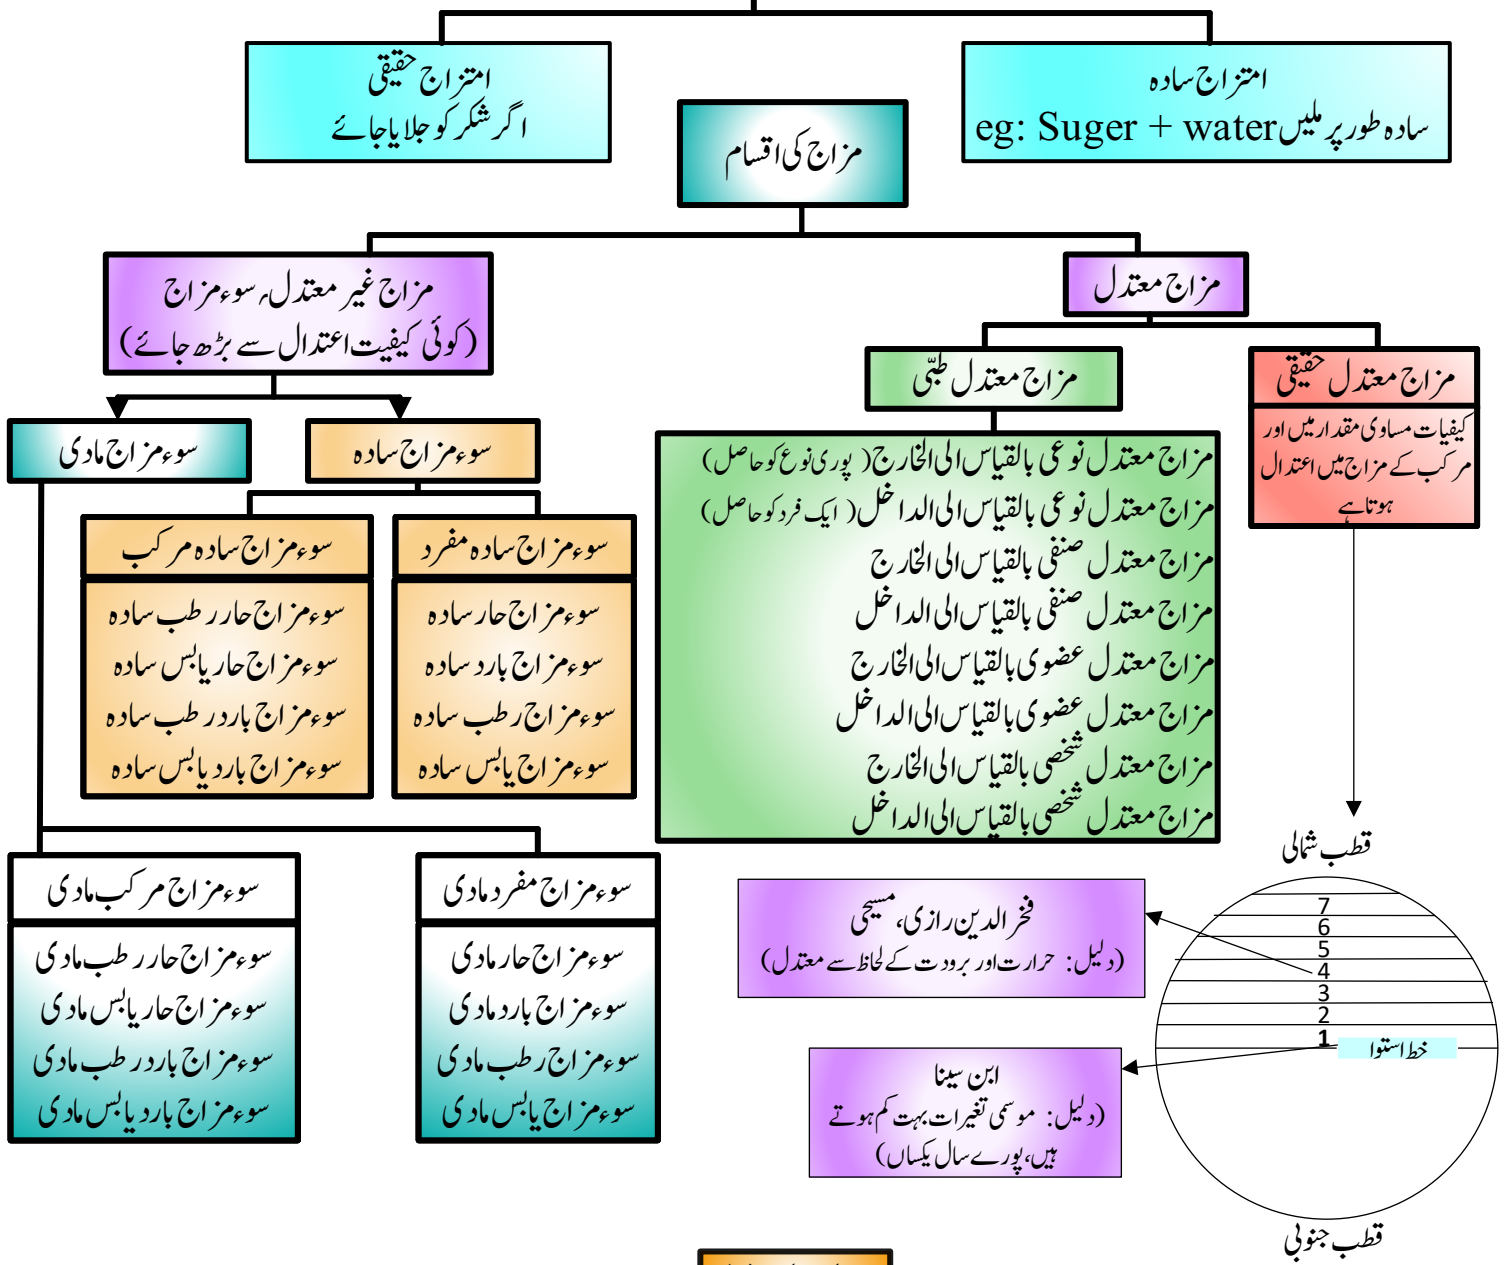 امتزاج سادہ
سادہ طور پر ملیں eg: Suger + water
امتزاج حقیقی
اگر شکر کو جلایا جائے
مزاج کی اقسام
مزاج معتدل
مزاج غیر معتدل، سوءمزاج
(کوئی کیفیت اعتدال سے بڑھ جائے)
مزاج معتدل حقیقی
کیفیات مساوی مقدار میں اور
مرکب کے مزاج میں اعتدال
ہوتا ہے
مزاج معتدل طبّی
مزاج معتدل نوعی بالقیاس الی الخارج (پوری نوع کو حاصل)
مزاج معتدل نوعی بالقیاس الی الداخل (ایک فرد کو حاصل)
مزاج معتدل صنفی بالقیاس الی الخارج
مزاج معتدل صنفی بالقیاس الی الداخل
مزاج معتدل عضوی بالقیاس الی الخارج
مزاج معتدل عضوی بالقیاس الی الداخل
مزاج معتدل شخصی بالقیاس الی الخارج
مزاج معتدل شخصی بالقیاس الی الداخل
سوءمزاج سادہ
سوءمزاج مادی
سوءمزاج سادہ مفرد
سوءمزاج حار سادہ
سوءمزاج بارد سادہ
سوءمزاج رطب سادہ
سوءمزاج یابس سادہ
سوءمزاج سادہ مرکب
سوءمزاج حار رطب سادہ
سوءمزاج حار یابس سادہ
سوءمزاج بارد رطب سادہ
سوءمزاج بارد یابس سادہ
سوءمزاج مفرد مادی
سوءمزاج حار مادی
سوءمزاج بارد مادی
سوءمزاج رطب مادی
سوءمزاج یابس مادی
سوءمزاج مرکب مادی
سوءمزاج حار رطب مادی
سوءمزاج حار یابس مادی
سوءمزاج بارد رطب مادی
سوءمزاج بارد یابس مادی
قطب شمالی
7
6
5
4
3
2
1
خط استوا
قطب جنوبی
فخر الدین رازی، مسیحی
(دلیل: حرارت اور برودت کے لحاظ سے معتدل)
ابن سینا
(دلیل: موسمی تغیرات بہت کم ہوتے
ہیں، پورے سال یکساں)